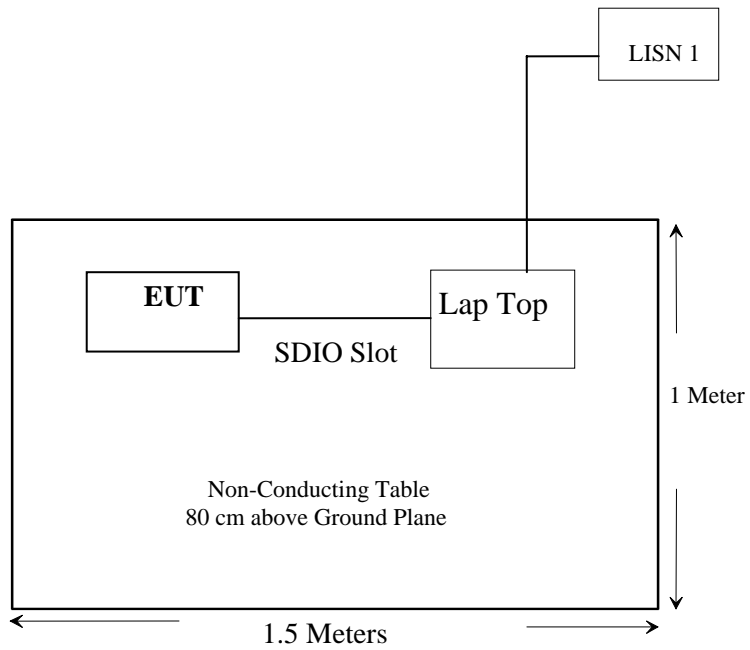 LISN 1
EUT
Lap Top
SDIO Slot
1 Meter
Non-Conducting Table
80 cm above Ground Plane
1.5 Meters